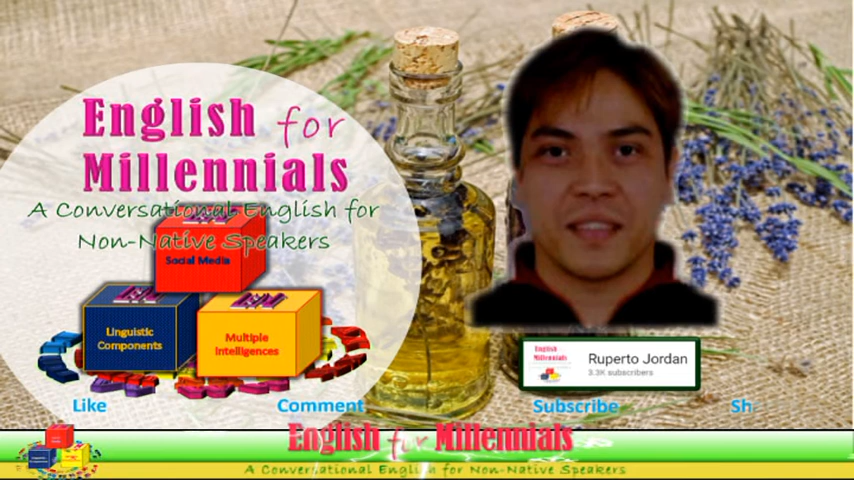 English for
Millennials
A Conversational English for
Non-Native Speakers
Social Media
Linguistic
Components
Multiple
Intelligences
English
Millennials
Ruperto Jordan
3.3K subscribers
Like
Comment
Subscribe
Sh
English for Millennials
A Conversational English for Non-Native Speakers